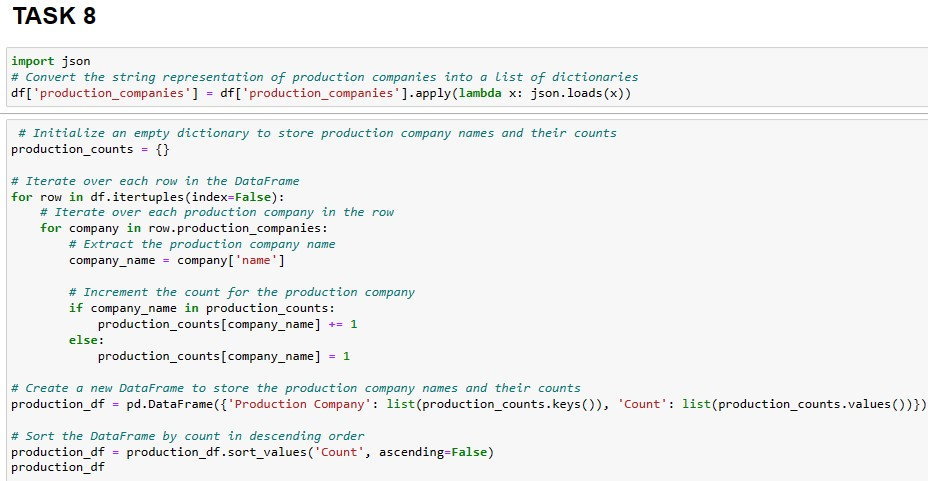 TASK 8
import json
# Convert the string representation of production companies into a list of dictionaries
df['production_companies'] = df['production_companies'].apply(lambda x: json.loads(x))
# Initialize an empty dictionary to store production company names and their counts
production_counts = {}
# Iterate over each row in the DataFrame
for row in df.itertuples(index=False):
    # Iterate over each production company in the row
    for company in row.production_companies:
        # Extract the production company name
        company_name = company['name']
        # Increment the count for the production company
        if company_name in production_counts:
            production_counts[company_name] += 1
        else:
            production_counts[company_name] = 1
# Create a new DataFrame to store the production company names and their counts
production_df = pd.DataFrame({'Production Company': list(production_counts.keys()), 'Count': list(production_counts.values())})
# Sort the DataFrame by count in descending order
production_df = production_df.sort_values('Count', ascending=False)
production_df